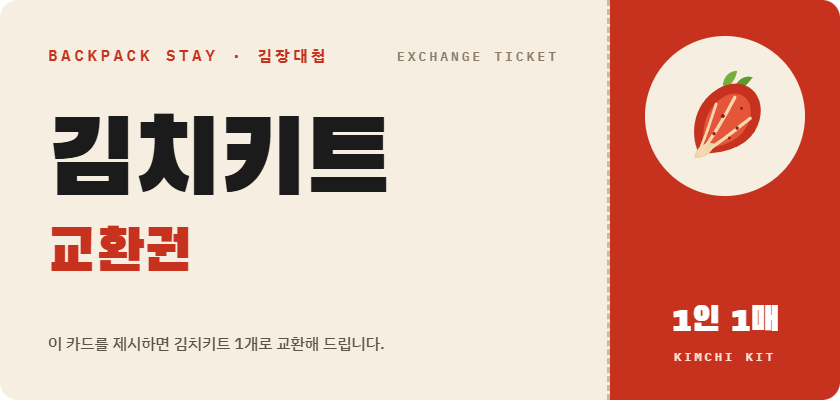 BACKPACK STAY · 김장대첩
EXCHANGE TICKET
김치키트
교환권
이 카드를 제시하면 김치키트 1개로 교환해 드립니다.
1인 1매
KIMCHI KIT